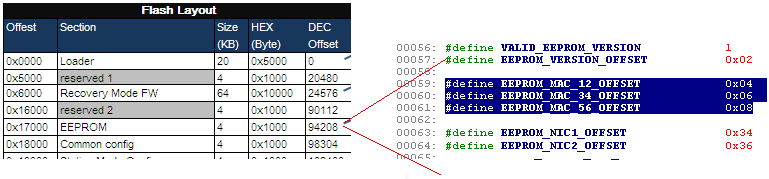 Flash Layout
Offest Section Size (KB) HEX (Byte) DEC Offset
0x0000 Loader 20 0x5000 0
0x5000 reserved 1 4 0x1000 20480
0x6000 Recovery Mode FW 64 0x10000 24576
0x16000 reserved 2 4 0x1000 90112
0x17000 EEPROM 4 0x1000 94208
0x18000 Common config 4 0x1000 98304
00056: #define VALID_EEPROM_VERSION 1
00057: #define EEPROM_VERSION_OFFSET 0x02
00058:
00059: #define EEPROM_MAC_12_OFFSET 0x04
00060: #define EEPROM_MAC_34_OFFSET 0x06
00061: #define EEPROM_MAC_56_OFFSET 0x08
00062:
00063: #define EEPROM_NIC1_OFFSET 0x34
00064: #define EEPROM_NIC2_OFFSET 0x36
00065: